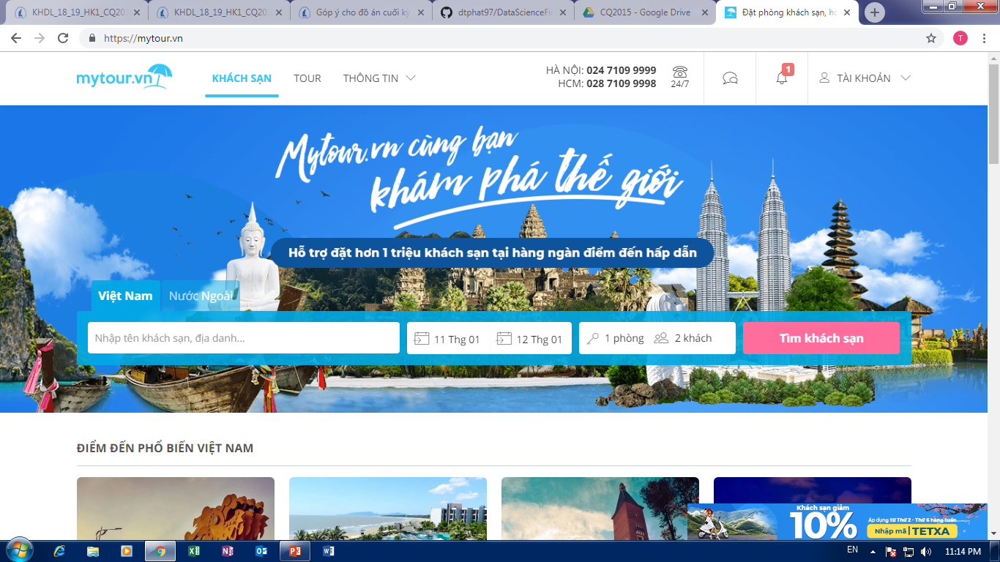 KHDL_18_19_HK1_CQ201
KHDL_18_19_HK1_CQ201
Góp ý cho đồ án cuối kỳ
dtphat97/DataScienceFin
CQ2015 - Google Drive
Đặt phòng khách sạn, ho
https://mytour.vn
T
mytour.vn
KHÁCH SẠN
TOUR
THÔNG TIN
HÀ NỘI: 024 7109 9999
HCM: 028 7109 9998
24/7
1
TÀI KHOẢN
Mytour.vn cùng bạn
khám phá thế giới
Hỗ trợ đặt hơn 1 triệu khách sạn tại hàng ngàn điểm đến hấp dẫn
Việt Nam
Nước Ngoài
Nhập tên khách sạn, địa danh...
11 Thg 01
12 Thg 01
1 phòng
2 khách
Tìm khách sạn
ĐIỂM ĐẾN PHỔ BIẾN VIỆT NAM
Khách sạn giảm
10%
Áp dụng từ Thứ 2 - Thứ 6 hàng tuần
Nhập mã | TETXA
EN
11:14 PM